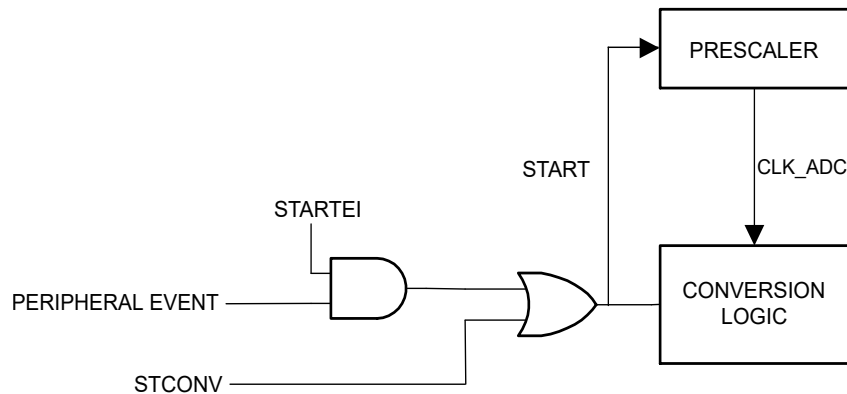 PRESCALER
START
CLK_ADC
STARTEI
PERIPHERAL EVENT
CONVERSION
LOGIC
STCONV